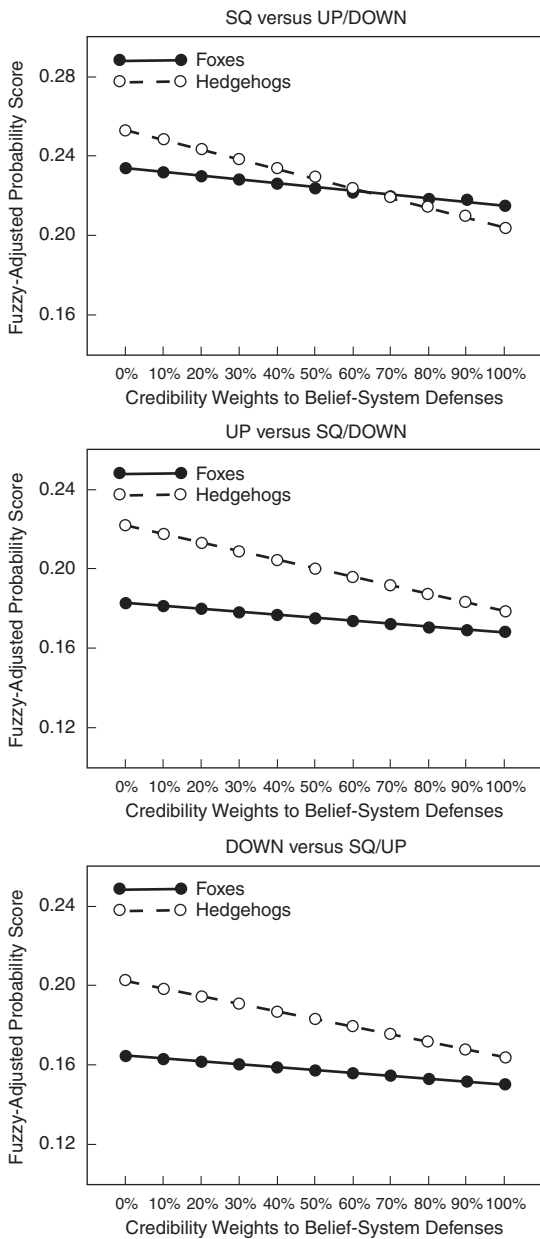 SQ versus UP/DOWN
Fuzzy-Adjusted Probability Score
0.28
0.24
0.20
0.16
Foxes
Hedgehogs
0% 10% 20% 30% 40% 50% 60% 70% 80% 90% 100%
Credibility Weights to Belief-System Defenses
UP versus SQ/DOWN
Fuzzy-Adjusted Probability Score
0.24
0.20
0.16
0.12
Foxes
Hedgehogs
0% 10% 20% 30% 40% 50% 60% 70% 80% 90% 100%
Credibility Weights to Belief-System Defenses
DOWN versus SQ/UP
Fuzzy-Adjusted Probability Score
0.24
0.20
0.16
0.12
Foxes
Hedgehogs
0% 10% 20% 30% 40% 50% 60% 70% 80% 90% 100%
Credibility Weights to Belief-System Defenses